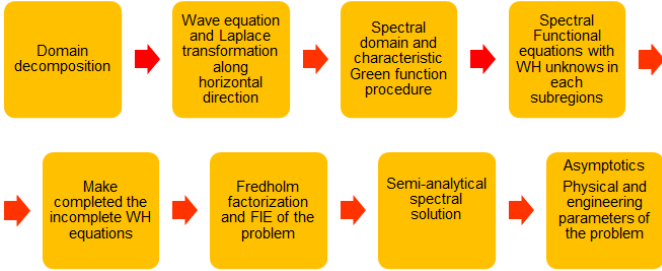 Domain
decomposition
Wave equation
and Laplace
transformation
along
horizontal
direction
Spectral
domain and
characteristic
Green function
procedure
Spectral
Functional
equations with
WH unknows in
each
subregions
Make
completed the
incomplete WH
equations
Fredholm
factorization
and FIE of the
problem
Semi-analytical
spectral
solution
Asymptotics
Physical and
engineering
parameters of
the problem